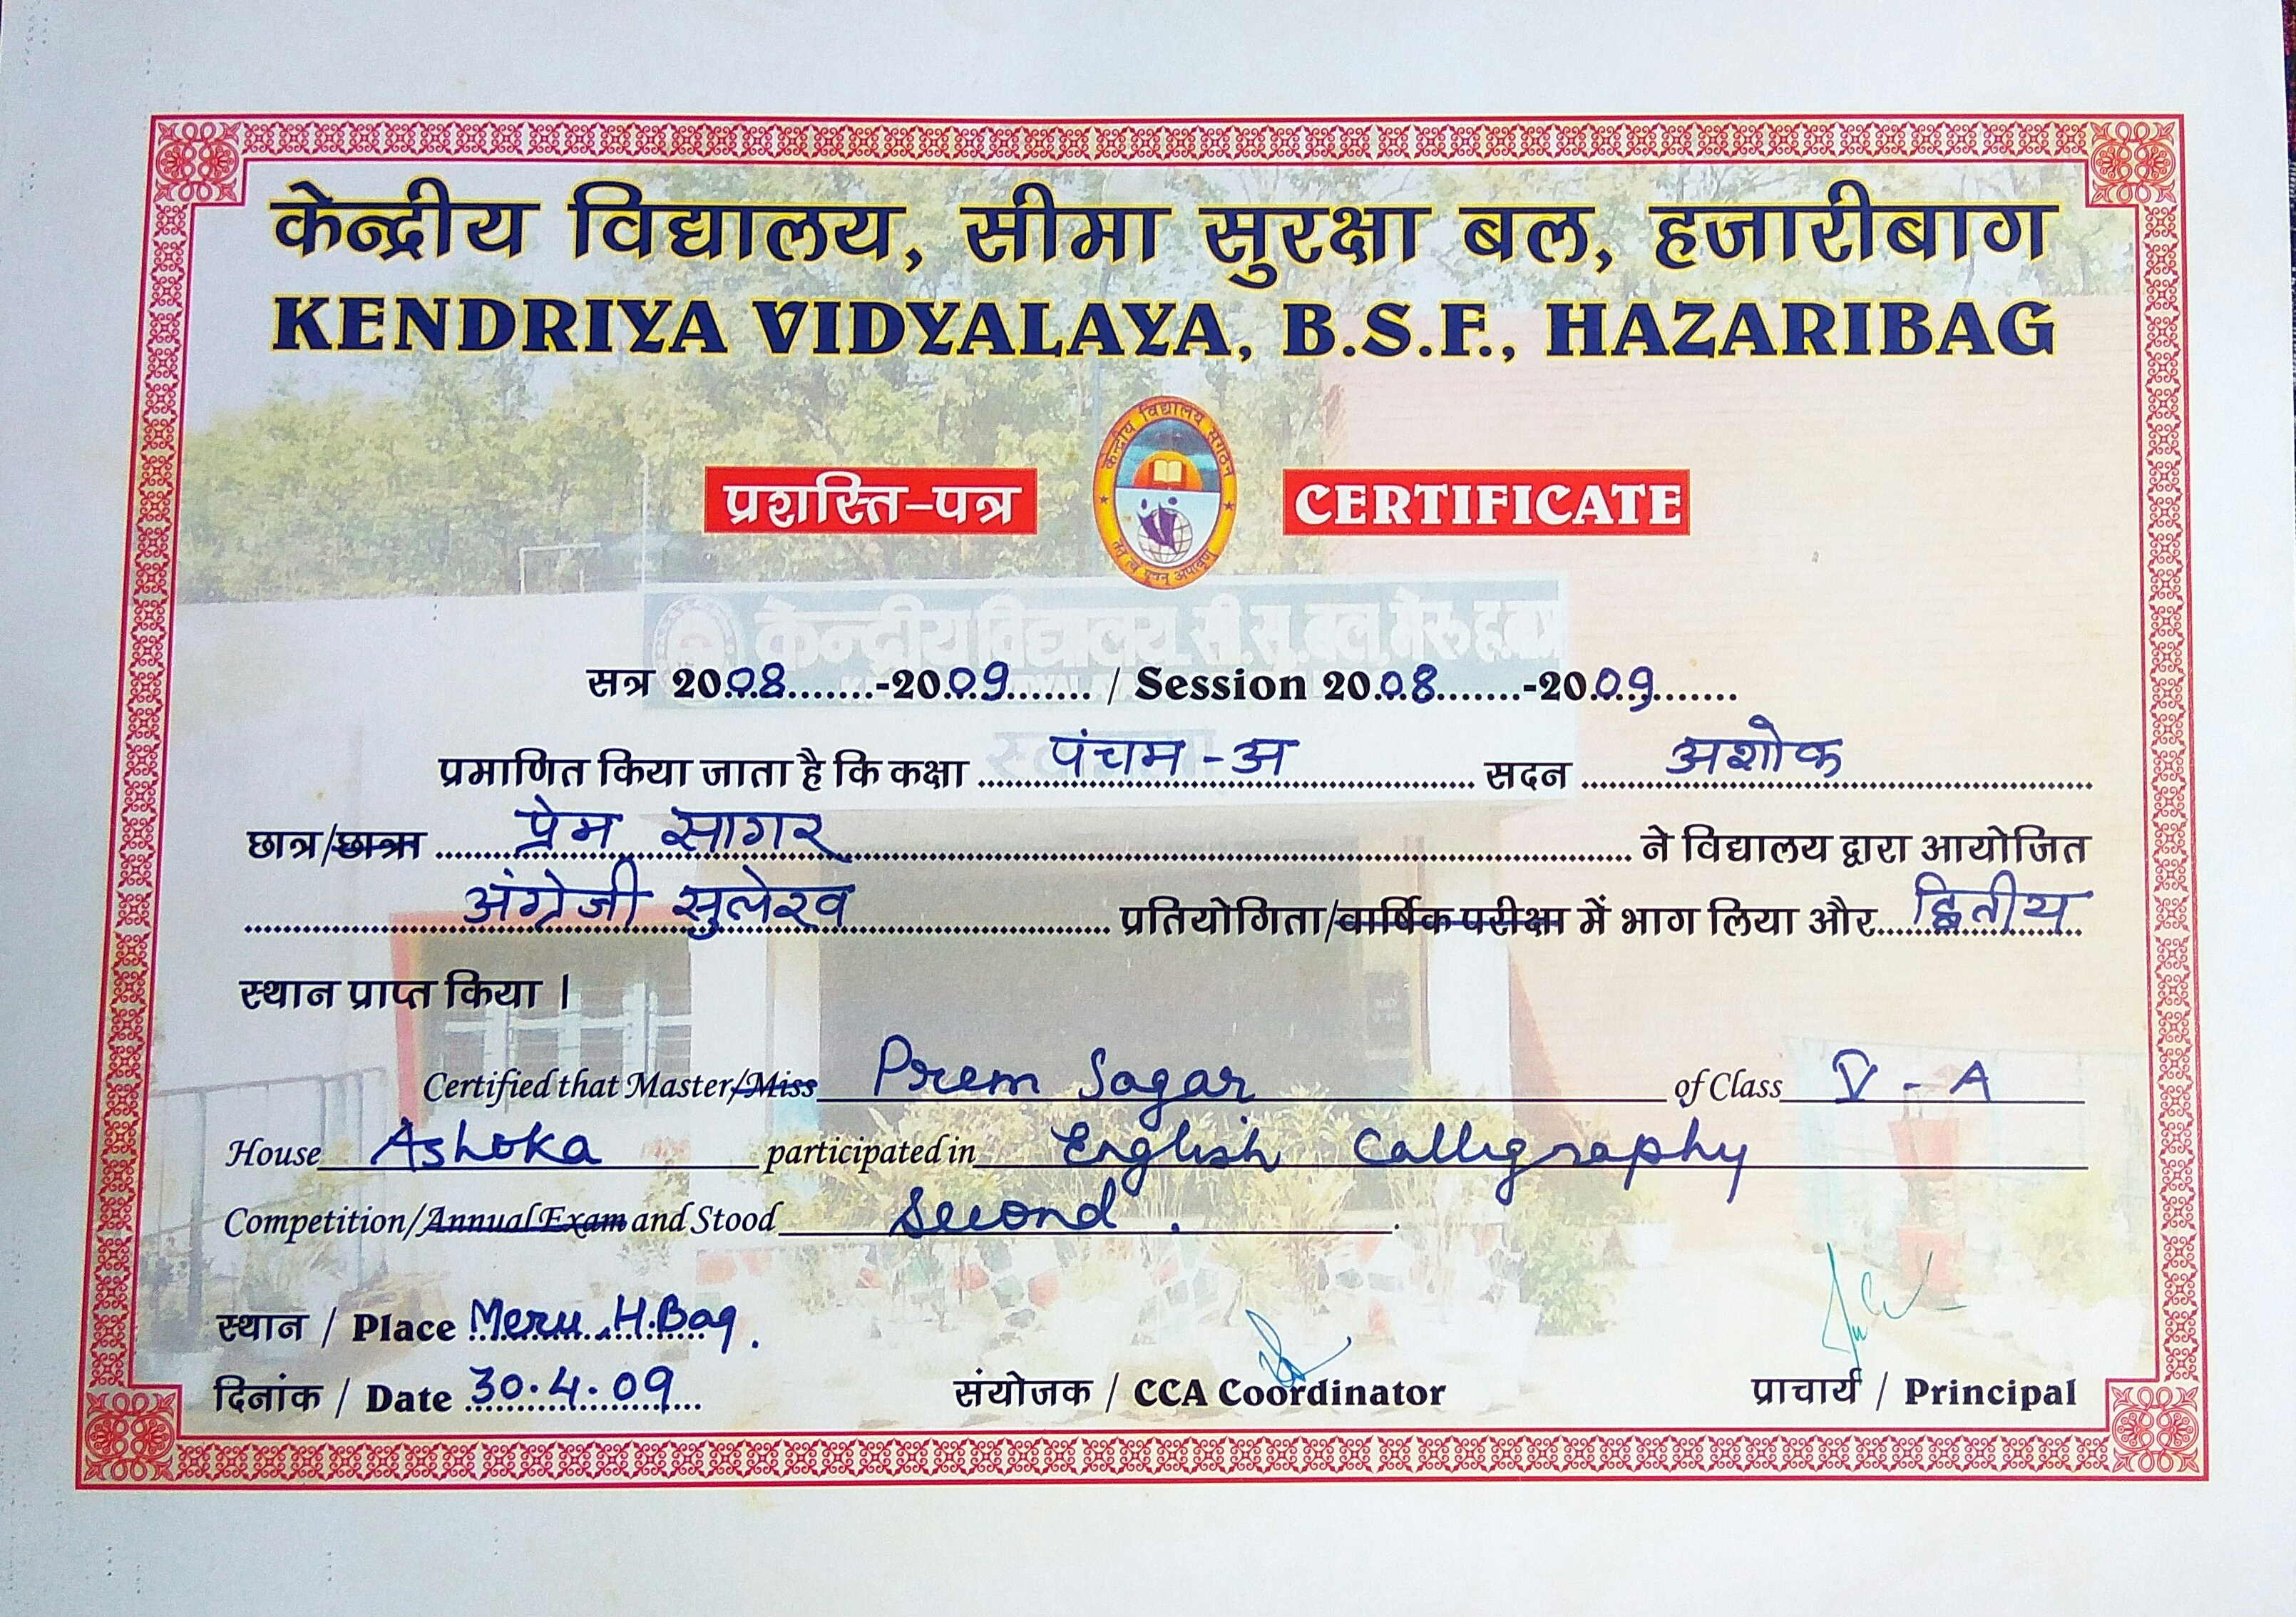 केन्द्रीय विद्यालय, सीमा सुरक्षा बल, हजारीबाग
KENDRIYA VIDYALAYA, B.S.F., HAZARIBAG
केन्द्रीय विद्यालय संगठन
प्रशस्ति-पत्र CERTIFICATE
तत् त्वं पूषन् अपावृणु
केन्द्रीय विद्यालय सी.सु.बल मेरु ह.बाग
सत्र 2008.......-2009....... / Session 2008.......-2009.......
प्रमाणित किया जाता है कि कक्षा पंचम-अ सदन अशोक
छात्र/छात्रा प्रेम सागर ने विद्यालय द्वारा आयोजित
अंग्रेजी सुलेख प्रतियोगिता/वार्षिक परीक्षा में भाग लिया और द्वितीय
स्थान प्राप्त किया ।
Certified that Master/Miss Prem Sagar of Class V - A
House Ashoka participated in English Calligraphy
Competition/Annual Exam and Stood Second.
स्थान / Place Meru H.Bag.
दिनांक / Date 30.4.09 संयोजक / CCA Coordinator प्राचार्य / Principal